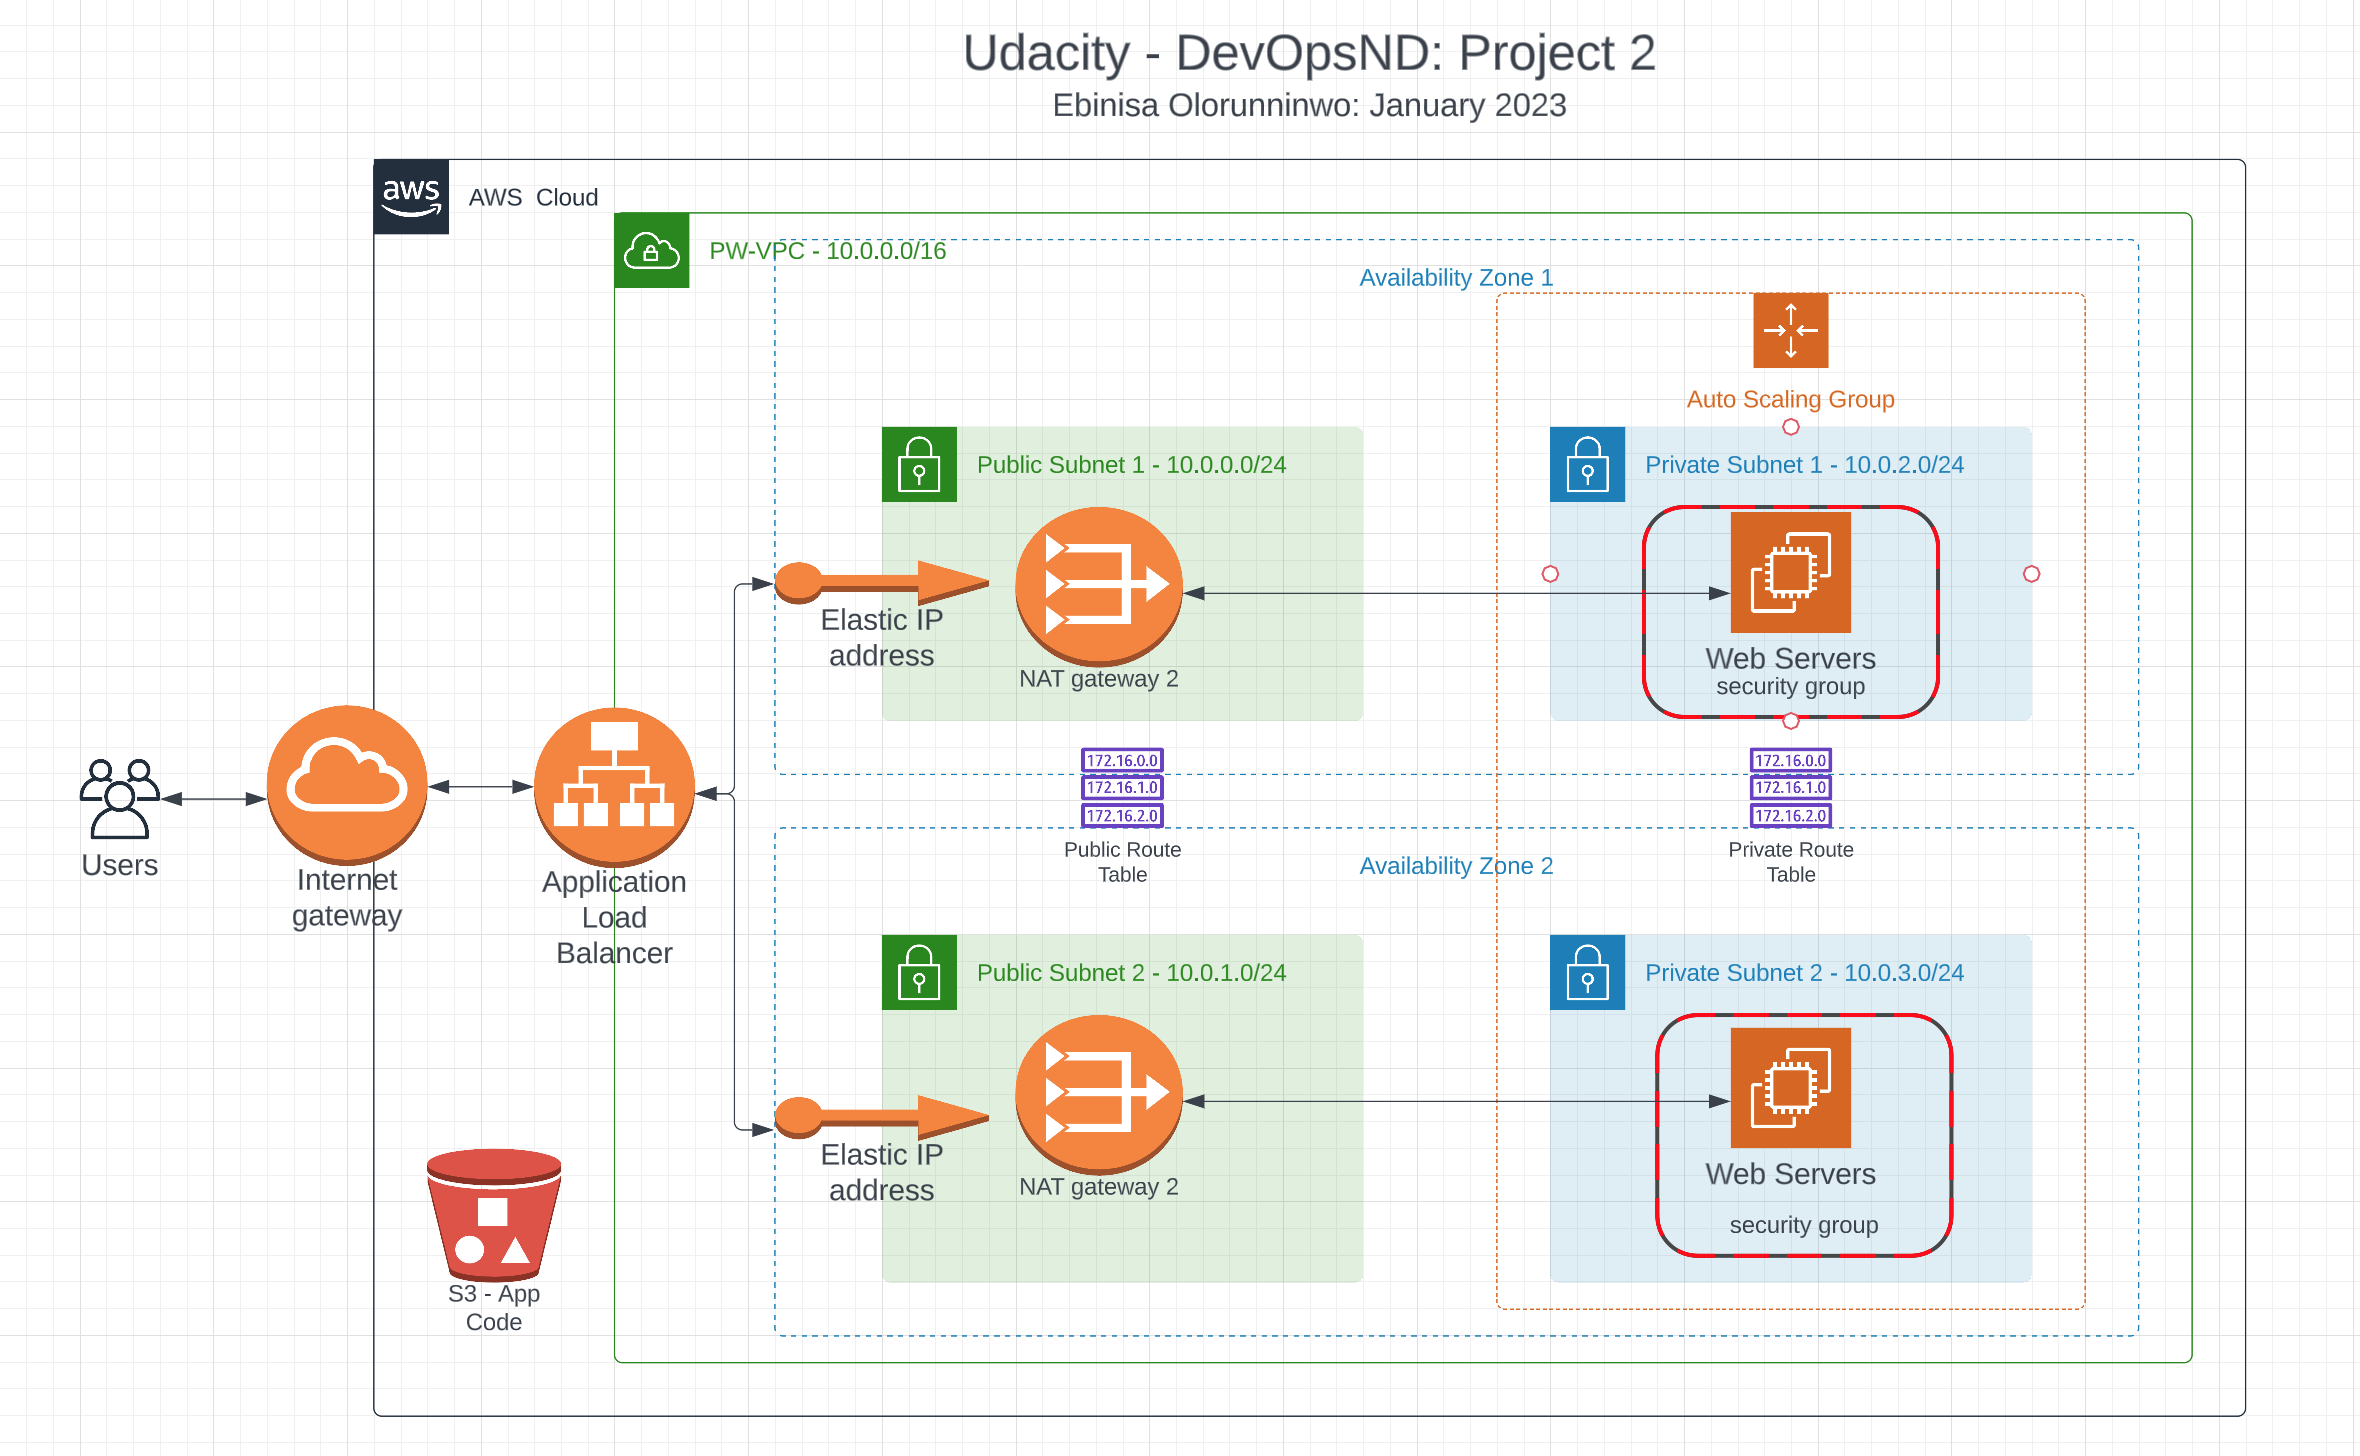 Udacity - DevOpsND: Project 2
Ebinisa Olorunninwo: January 2023
aws
AWS Cloud
PW-VPC - 10.0.0.0/16
Availability Zone 1
Auto Scaling Group
Public Subnet 1 - 10.0.0.0/24
Private Subnet 1 - 10.0.2.0/24
Elastic IP
address
NAT gateway 2
Web Servers
security group
172.16.0.0
172.16.1.0
172.16.2.0
Public Route
Table
172.16.0.0
172.16.1.0
172.16.2.0
Private Route
Table
Users
Internet
gateway
Application
Load
Balancer
Availability Zone 2
Public Subnet 2 - 10.0.1.0/24
Private Subnet 2 - 10.0.3.0/24
Elastic IP
address
NAT gateway 2
Web Servers
security group
S3 - App
Code